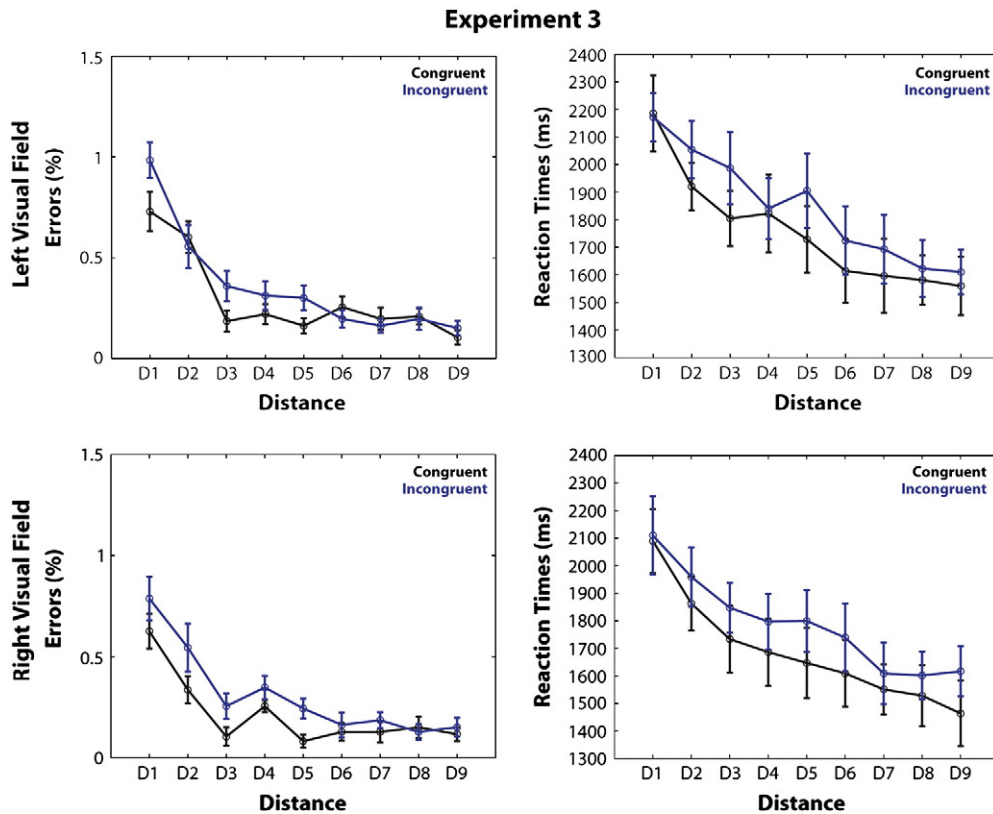 Experiment 3
Left Visual Field
Errors (%)
1.5
1
0.5
0
Congruent
Incongruent
D1 D2 D3 D4 D5 D6 D7 D8 D9
Distance
Reaction Times (ms)
2400
2300
2200
2100
2000
1900
1800
1700
1600
1500
1400
1300
Congruent
Incongruent
D1 D2 D3 D4 D5 D6 D7 D8 D9
Distance
Right Visual Field
Errors (%)
1.5
1
0.5
0
Congruent
Incongruent
D1 D2 D3 D4 D5 D6 D7 D8 D9
Distance
Reaction Times (ms)
2400
2300
2200
2100
2000
1900
1800
1700
1600
1500
1400
1300
Congruent
Incongruent
D1 D2 D3 D4 D5 D6 D7 D8 D9
Distance